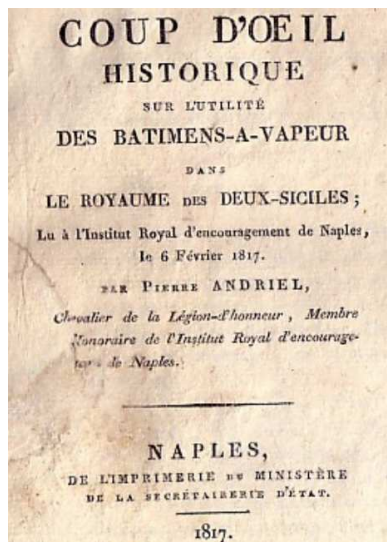 COUP D'ŒIL
HISTORIQUE
SUR L'UTILITÉ
DES BATIMENS-A-VAPEUR
DANS
LE ROYAUME DES DEUX-SICILES ;
Lu à l'Institut Royal d'encouragement de Naples,
le 6 Février 1817.
PAR PIERRE ANDRIEL,
Chevalier de la Légion-d'honneur , Membre
Honoraire de l'Institut Royal d'encourage-
de Naples.
NAPLES,
DE L'IMPRIMERIE DU MINISTÈRE
DE LA SECRÉTAIRERIE D'ÉTAT.
1817.